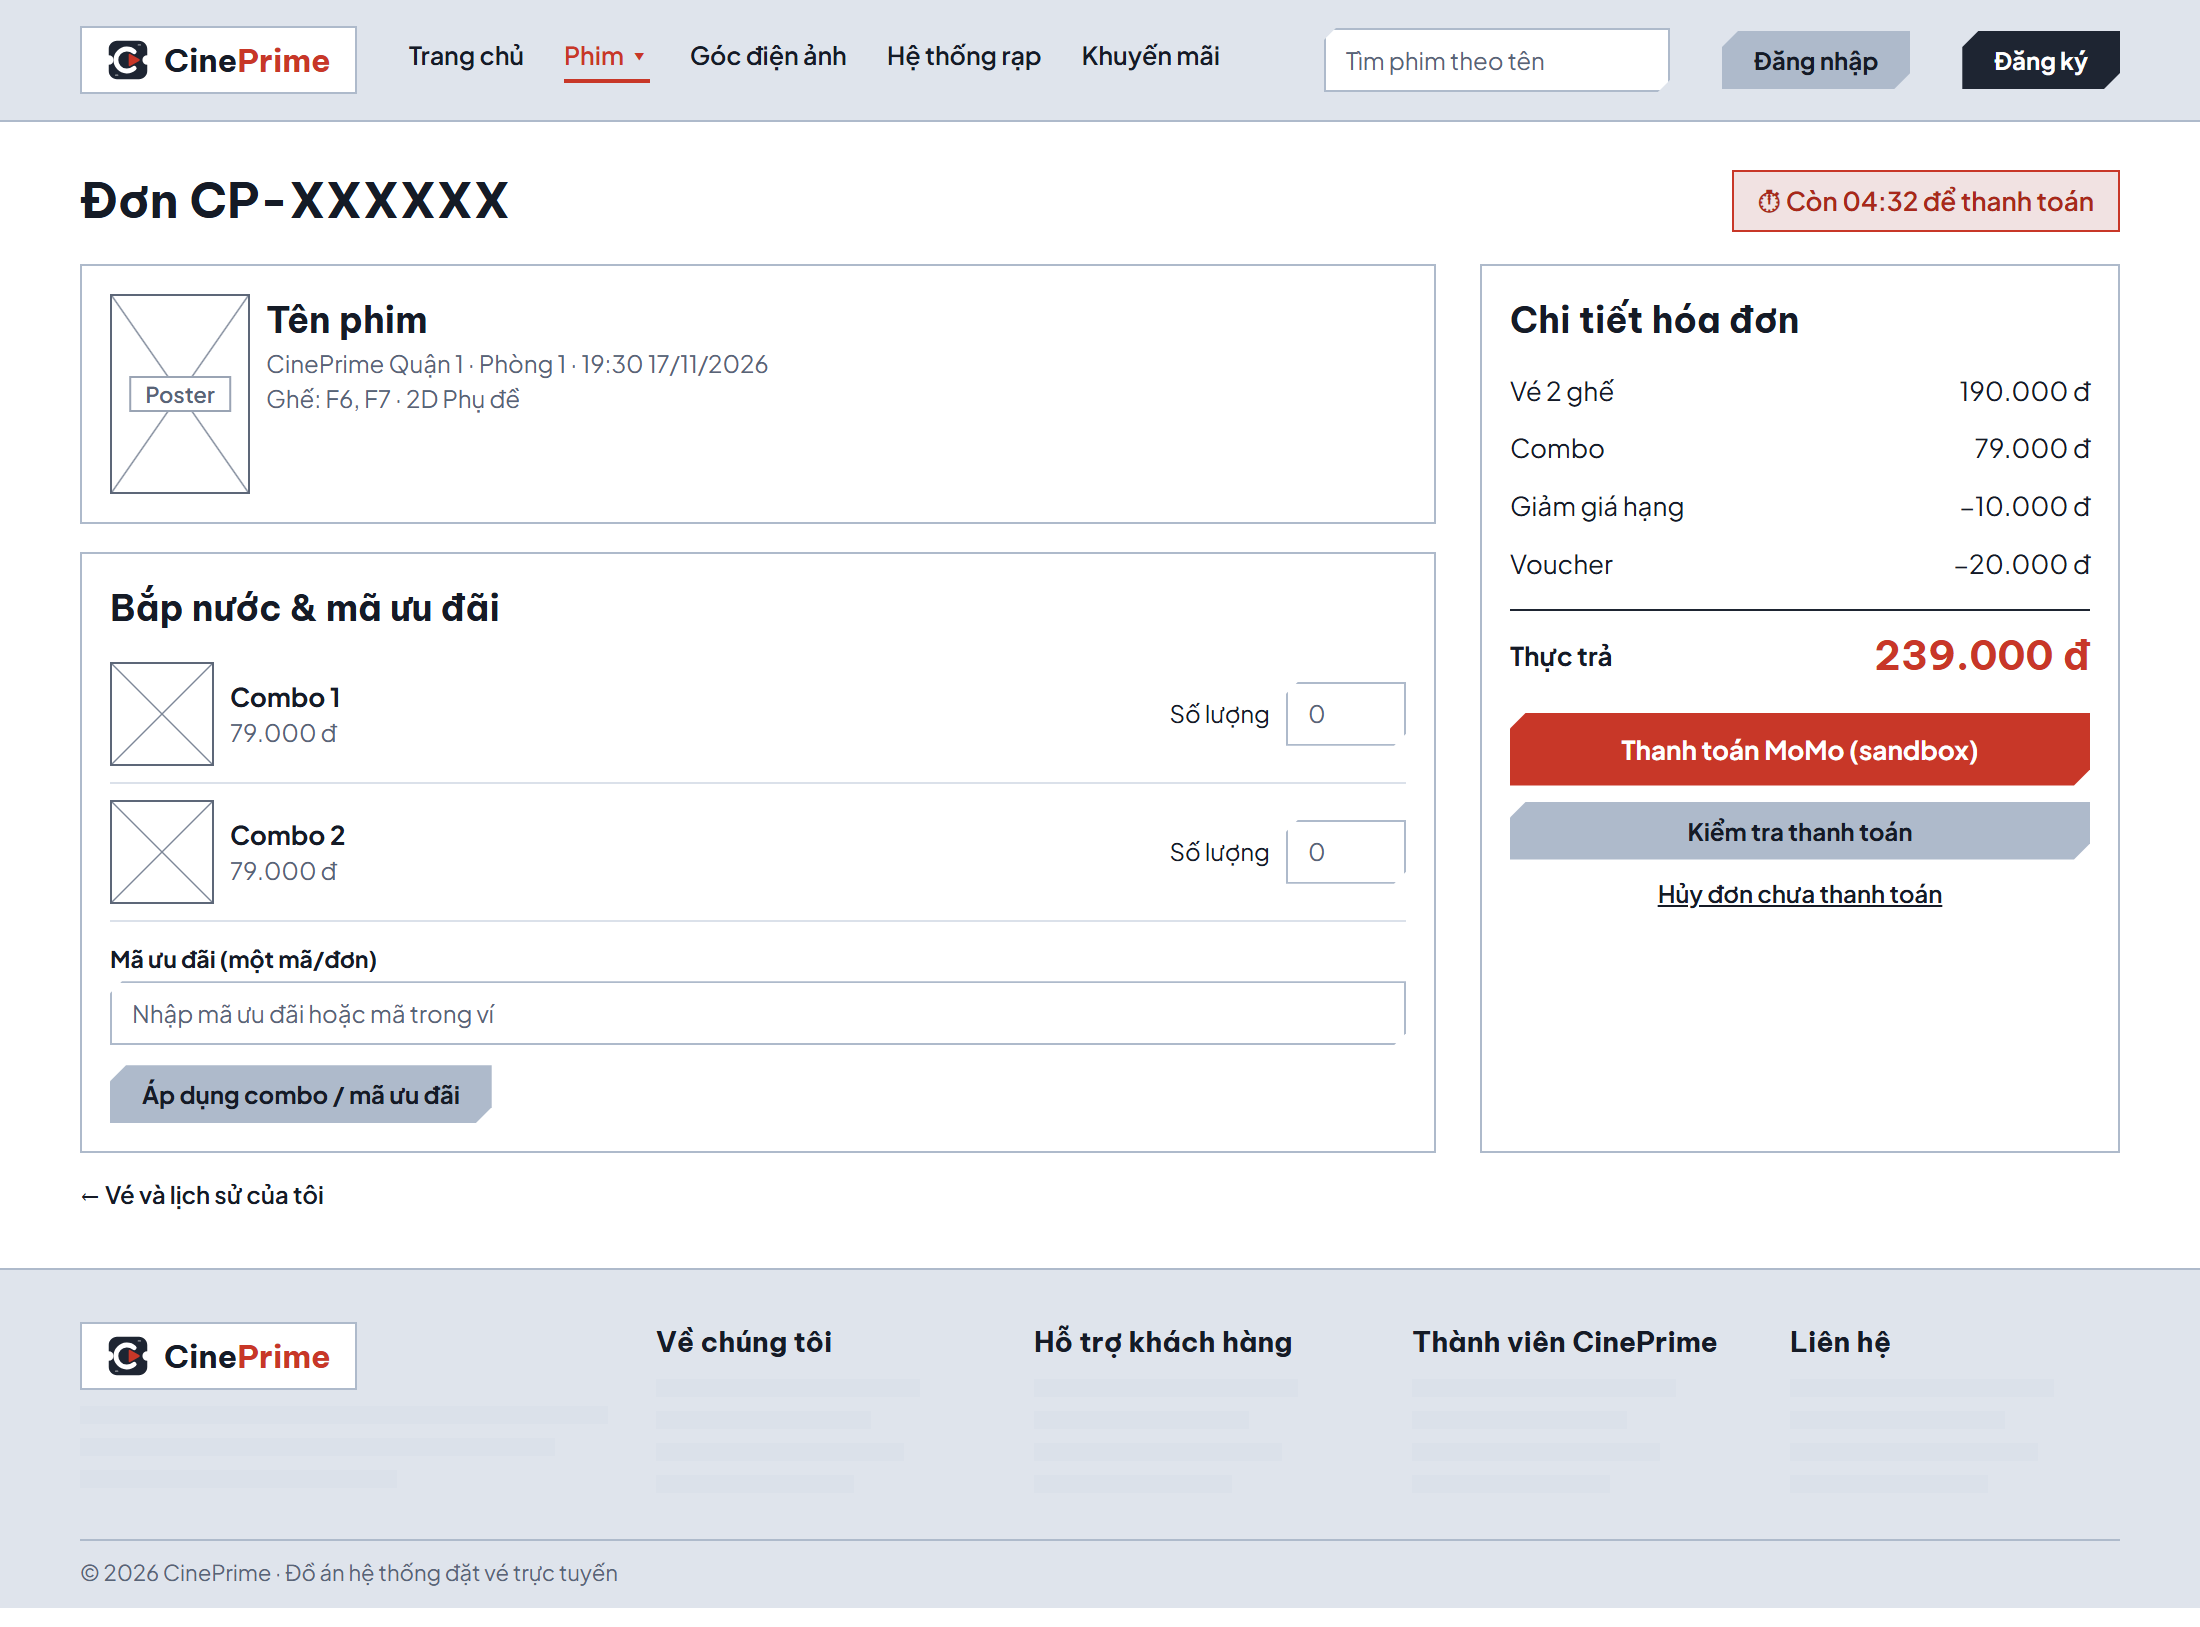 CinePrime
Trang chủ
Phim ▼
Góc điện ảnh
Hệ thống rạp
Khuyến mãi
Tìm phim theo tên
Đăng nhập
Đăng ký
Đơn CP-XXXXXX
⏱ Còn 04:32 để thanh toán
Poster
Tên phim
CinePrime Quận 1 · Phòng 1 · 19:30 17/11/2026
Ghế: F6, F7 · 2D Phụ đề
Bắp nước & mã ưu đãi
Combo 1
79.000 đ
Số lượng
0
Combo 2
79.000 đ
Số lượng
0
Mã ưu đãi (một mã/đơn)
Nhập mã ưu đãi hoặc mã trong ví
Áp dụng combo / mã ưu đãi
Chi tiết hóa đơn
Vé 2 ghế 190.000 đ
Combo 79.000 đ
Giảm giá hạng –10.000 đ
Voucher –20.000 đ
Thực trả 239.000 đ
Thanh toán MoMo (sandbox)
Kiểm tra thanh toán
Hủy đơn chưa thanh toán
← Vé và lịch sử của tôi
CinePrime
Về chúng tôi
Hỗ trợ khách hàng
Thành viên CinePrime
Liên hệ
© 2026 CinePrime · Đồ án hệ thống đặt vé trực tuyến